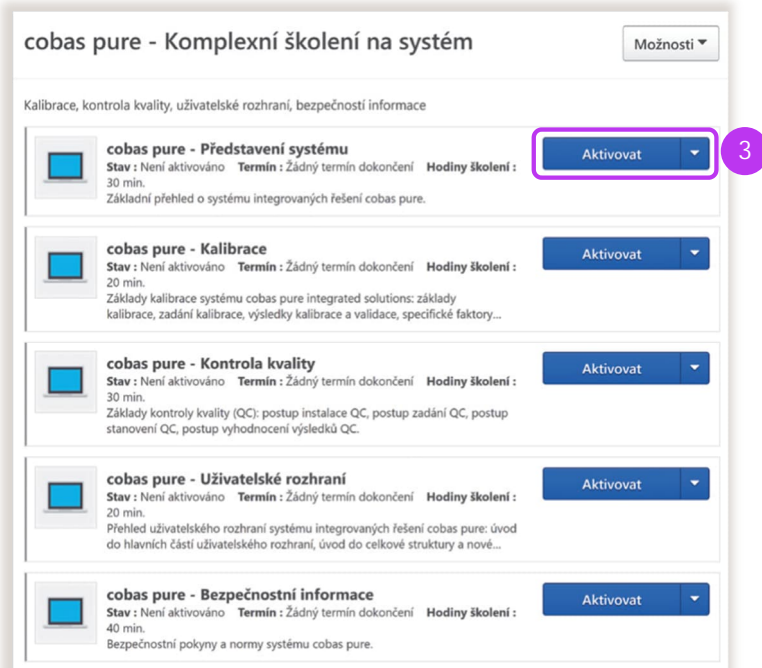 cobas pure - Komplexní školení na systém
Možnosti
Kalibrace, kontrola kvality, uživatelské rozhraní, bezpečností informace
cobas pure - Představení systému
Stav : Není aktivováno Termín : Žádný termín dokončení Hodiny školení :
30 min.
Základní přehled o systému integrovaných řešení cobas pure.
Aktivovat
3
cobas pure - Kalibrace
Stav : Není aktivováno Termín : Žádný termín dokončení Hodiny školení :
20 min.
Základy kalibrace systému cobas pure integrated solutions: základy
kalibrace, zadání kalibrace, výsledky kalibrace a validace, specifické faktory...
Aktivovat
cobas pure - Kontrola kvality
Stav : Není aktivováno Termín : Žádný termín dokončení Hodiny školení :
30 min.
Základy kontroly kvality (QC): postup instalace QC, postup zadání QC, postup
stanovení QC, postup vyhodnocení výsledků QC.
Aktivovat
cobas pure - Uživatelské rozhraní
Stav : Není aktivováno Termín : Žádný termín dokončení Hodiny školení :
20 min.
Přehled uživatelského rozhraní systému integrovaných řešení cobas pure: úvod
do hlavních částí uživatelského rozhraní, úvod do celkové struktury a nové...
Aktivovat
cobas pure - Bezpečnostní informace
Stav : Není aktivováno Termín : Žádný termín dokončení Hodiny školení :
40 min.
Bezpečnostní pokyny a normy systému cobas pure.
Aktivovat